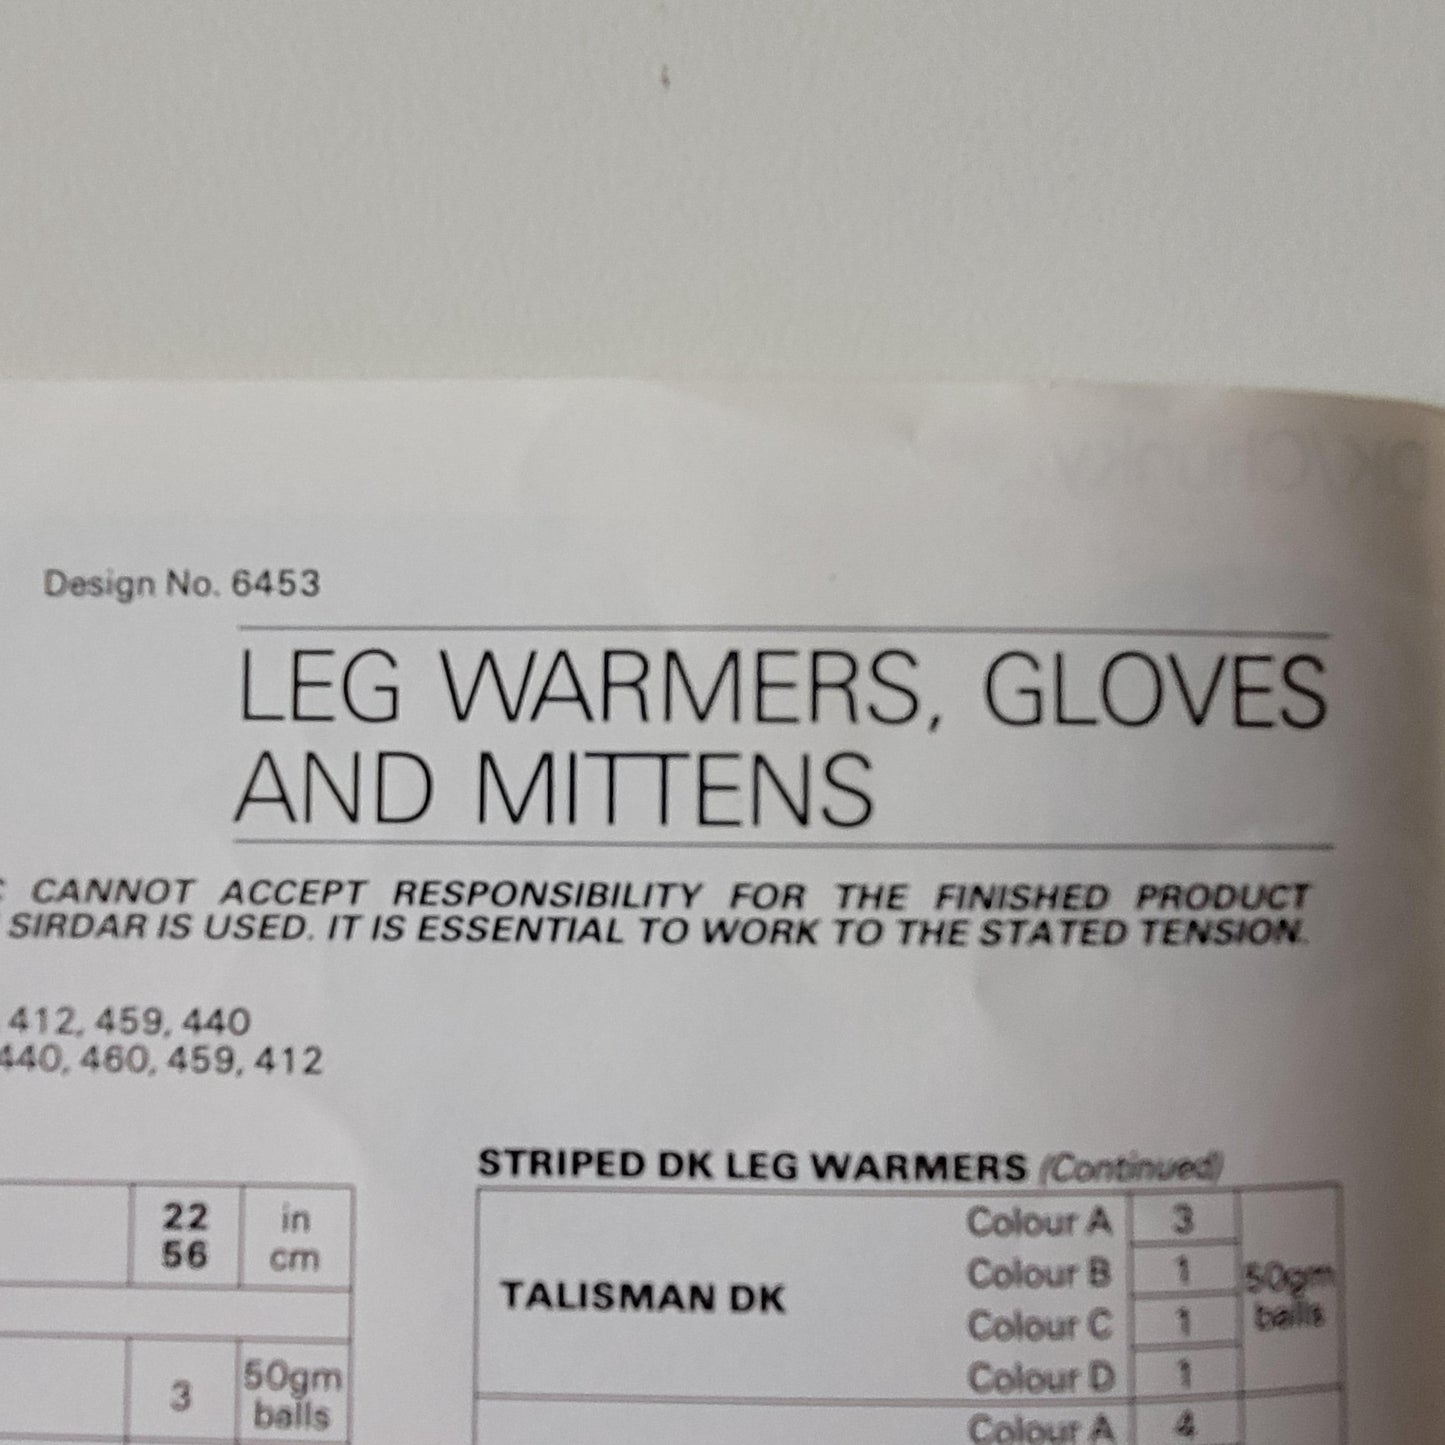 DK/Chunky
Design No. 6453
LEG WARMERS, GLOVES
AND MITTENS
CANNOT ACCEPT RESPONSIBILITY FOR THE FINISHED PRODUCT
SIRDAR IS USED. IT IS ESSENTIAL TO WORK TO THE STATED TENSION.
412, 459, 440
440, 460, 459, 412
22 in
56 cm
3 50gm
balls
STRIPED DK LEG WARMERS (Continued)
TALISMAN DK
Colour A 3
Colour B 1
Colour C 1
Colour D 1
50gm
balls
Colour A 4